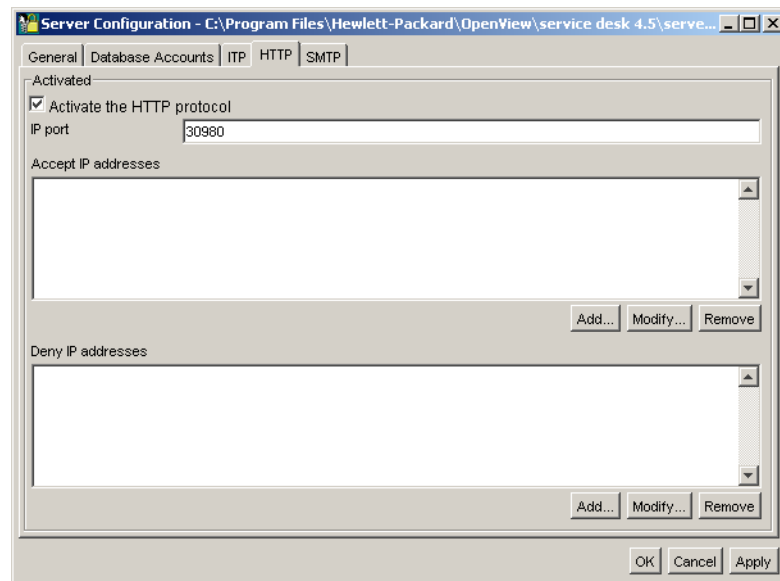 Server Configuration - C:\Program Files\Hewlett-Packard\OpenView\service desk 4.5\serve...
General Database Accounts ITP HTTP SMTP
Activated
Activate the HTTP protocol
IP port 30980
Accept IP addresses
Add... Modify... Remove
Deny IP addresses
Add... Modify... Remove
OK Cancel Apply